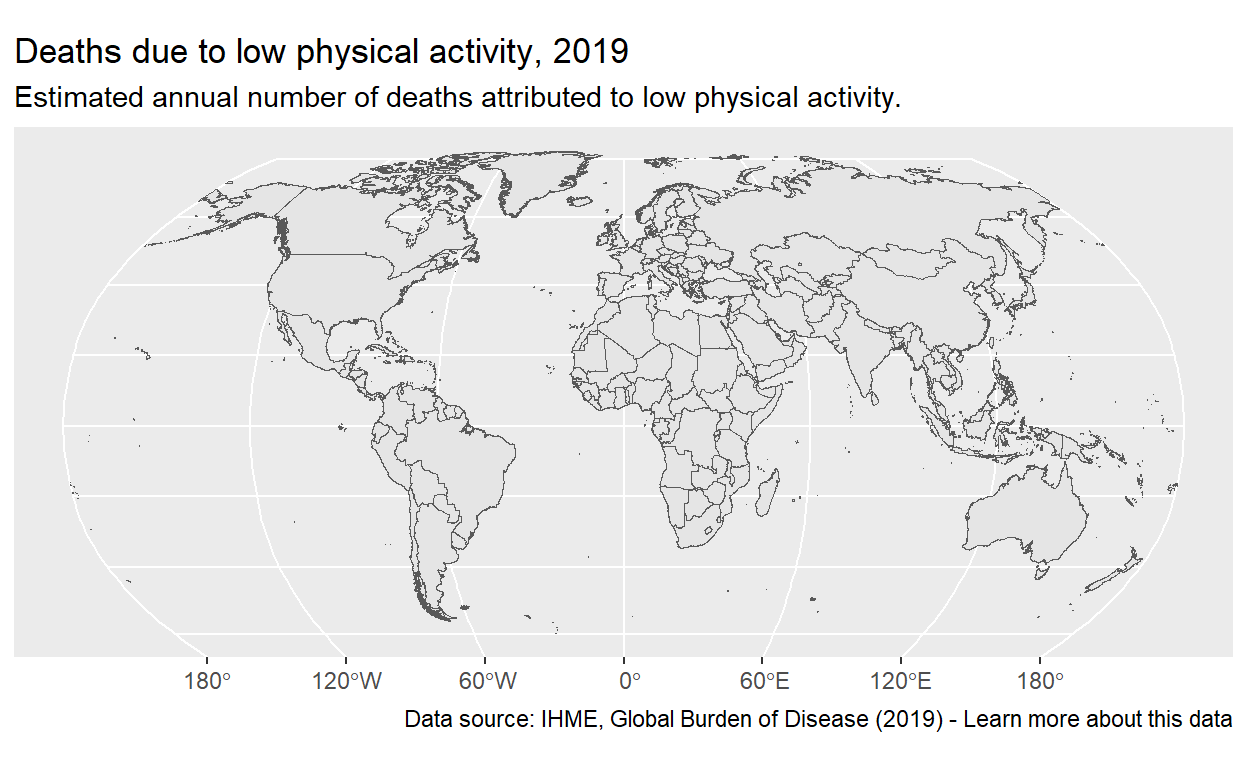 Deaths due to low physical activity, 2019
Estimated annual number of deaths attributed to low physical activity.
180° 120°W 60°W 0° 60°E 120°E 180°
Data source: IHME, Global Burden of Disease (2019) - Learn more about this data